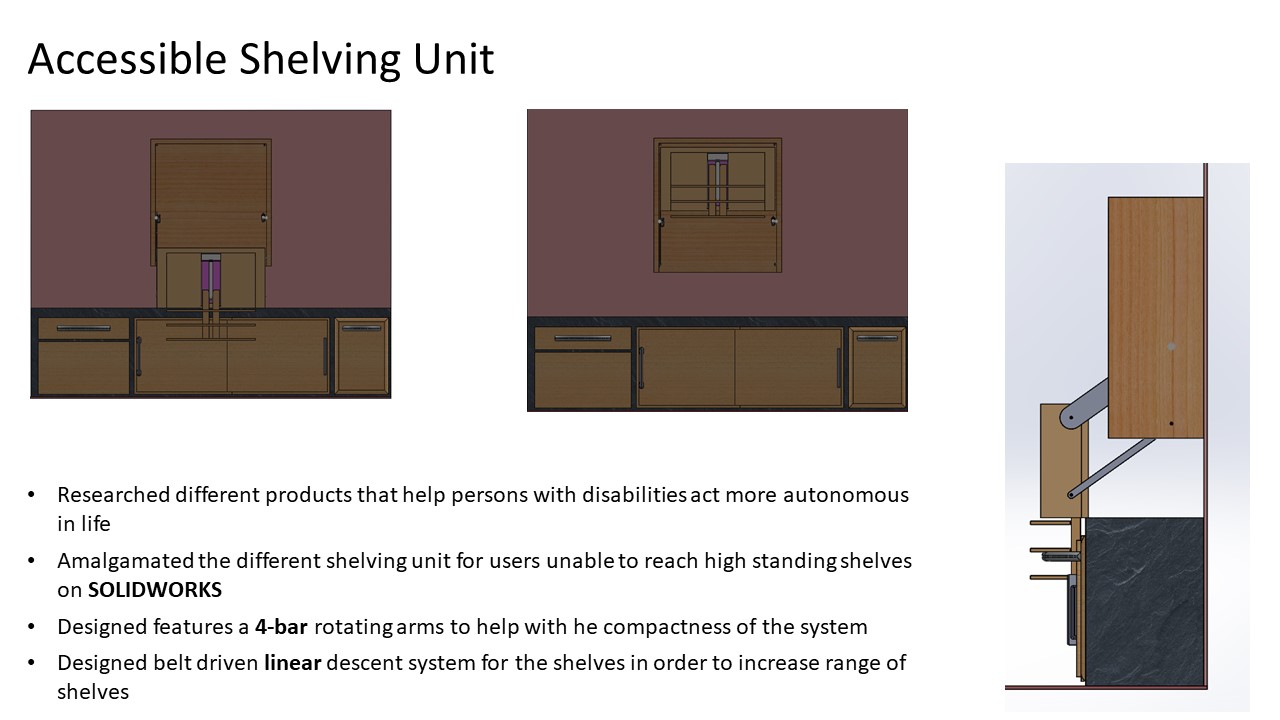 Accessible Shelving Unit
• Researched different products that help persons with disabilities act more autonomous
in life
• Amalgamated the different shelving unit for users unable to reach high standing shelves
on SOLIDWORKS
• Designed features a 4-bar rotating arms to help with he compactness of the system
• Designed belt driven linear descent system for the shelves in order to increase range of
shelves